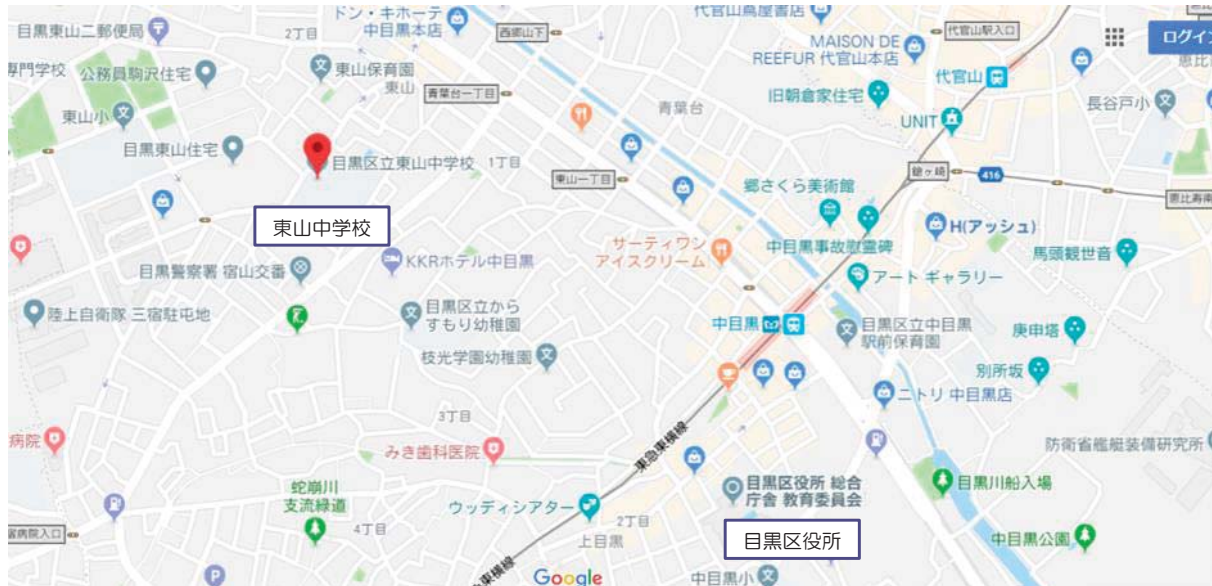 ドン・キホーテ
中目黒本店
目黒東山二郵便局
2丁目
西郷山下
代官山蔦屋書店
代官山駅入口
MAISON DE
REEFUR 代官山本店
ログイン
専門学校
公務員駒沢住宅
東山保育園
東山
青葉台一丁目
青葉台
旧朝倉家住宅
代官山
長谷戸小
東山小
UNIT
目黒東山住宅
目黒区立東山中学校
1丁目
東山一丁目
鎗ヶ崎
416
恵比寿南
郷さくら美術館
東山中学校
中目黒事故慰霊碑
H(アッシュ)
サーティワン
アイスクリーム
馬頭観世音
目黒警察署 宿山交番
KKRホテル中目黒
アート ギャラリー
陸上自衛隊 三宿駐屯地
目黒区立から
すもり幼稚園
中目黒
目黒区立中目黒
駅前保育園
庚申塔
枝光学園幼稚園
別所坂
ニトリ 中目黒店
3丁目
病院
みき歯科医院
東急東横線
防衛省艦艇装備研究所
蛇崩川
支流緑道
目黒区役所 総合
庁舎 教育委員会
目黒川船入場
ウッディシアター
2丁目
病院入口
4丁目
上目黒
目黒区役所
中目黒公園
Google
中目黒小
急東横線